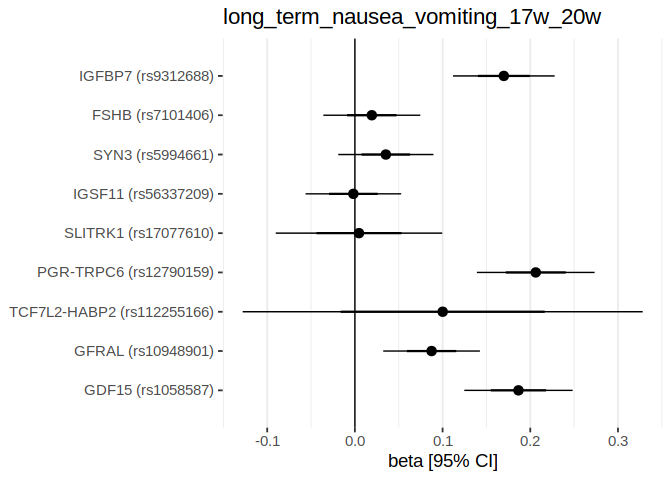 long_term_nausea_vomiting_17w_20w
IGFBP7 (rs9312688)
FSHB (rs7101406)
SYN3 (rs5994661)
IGSF11 (rs56337209)
SLITRK1 (rs17077610)
PGR-TRPC6 (rs12790159)
TCF7L2-HABP2 (rs112255166)
GFRAL (rs10948901)
GDF15 (rs1058587)
-0.1 0.0 0.1 0.2 0.3
beta [95% CI]